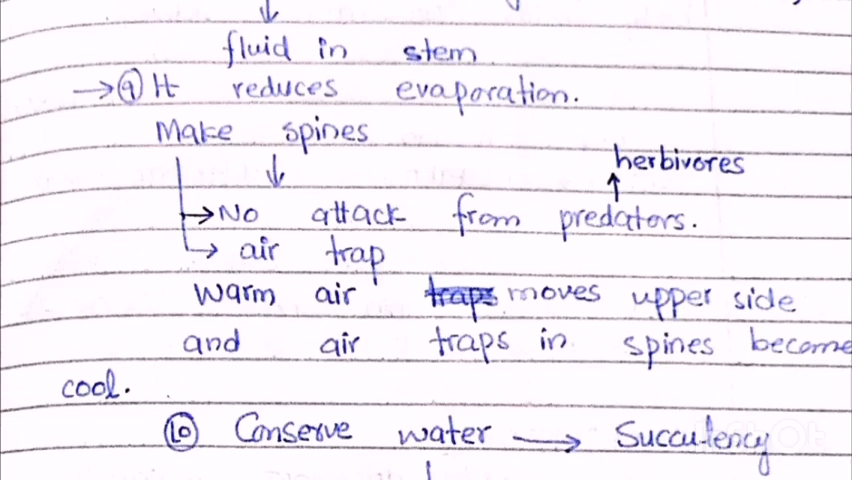 ↓
fluid in stem
→ ⑨ It reduces evaporation.
Make spines
↓ herbivores
↑
→ No attack from predators.
→ air trap
warm air moves upper side
and air traps in spines become
cool.
⑩ Conserve water → Succulency